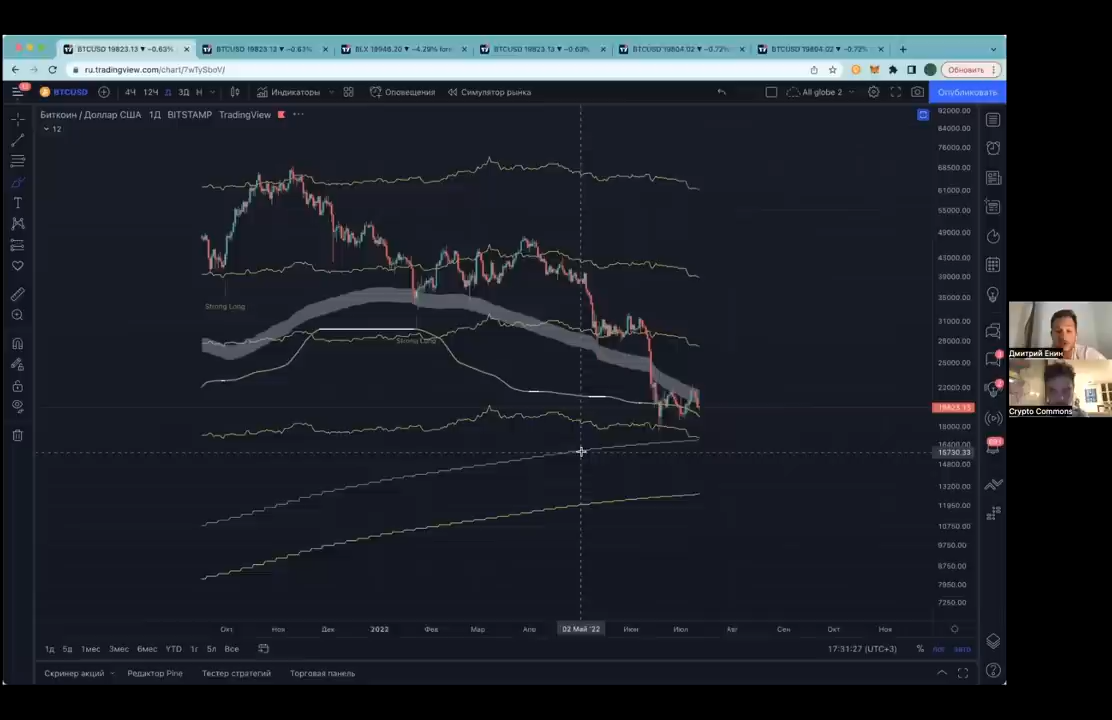 BTCUSD 19823.13 ▼ −0.63%
BTCUSD 19823.13 ▼ −0.63%
BLX 18946.20 ▼ −4.29%
BTCUSD 19823.13 ▼ −0.63%
BTCUSD 19804.02 ▼ −0.72%
BTCUSD 19804.02 ▼ −0.72%
ru.tradingview.com/chart/7wTySboV/
Обновить
BTCUSD 4Ч 12Ч Д 3Д Н Индикаторы Оповещения Симулятор рынка All globe 2 Опубликовать
Биткоин / Доллар США 1Д BITSTAMP TradingView
12
92000.00
84000.00
76000.00
68500.00
61000.00
55000.00
49000.00
43000.00
39000.00
35000.00
Strong Long
31000.00
Strong Long
28000.00
25000.00
22000.00
19823.13
18000.00
16400.00
15730.33
14800.00
13200.00
11950.00
10750.00
9750.00
8750.00
7950.00
7250.00
Дмитрий Енин
Crypto Commons
Окт Ноя Дек 2022 Фев Мар Апр 02 Май '22 Июн Июл Авг Сен Окт Ноя
1д 5д 1мес 3мес 6мес YTD 1г 5л Все 17:31:27 (UTC+3) % лог авто
Скринер акций Редактор Pine Тестер стратегий Торговая панель